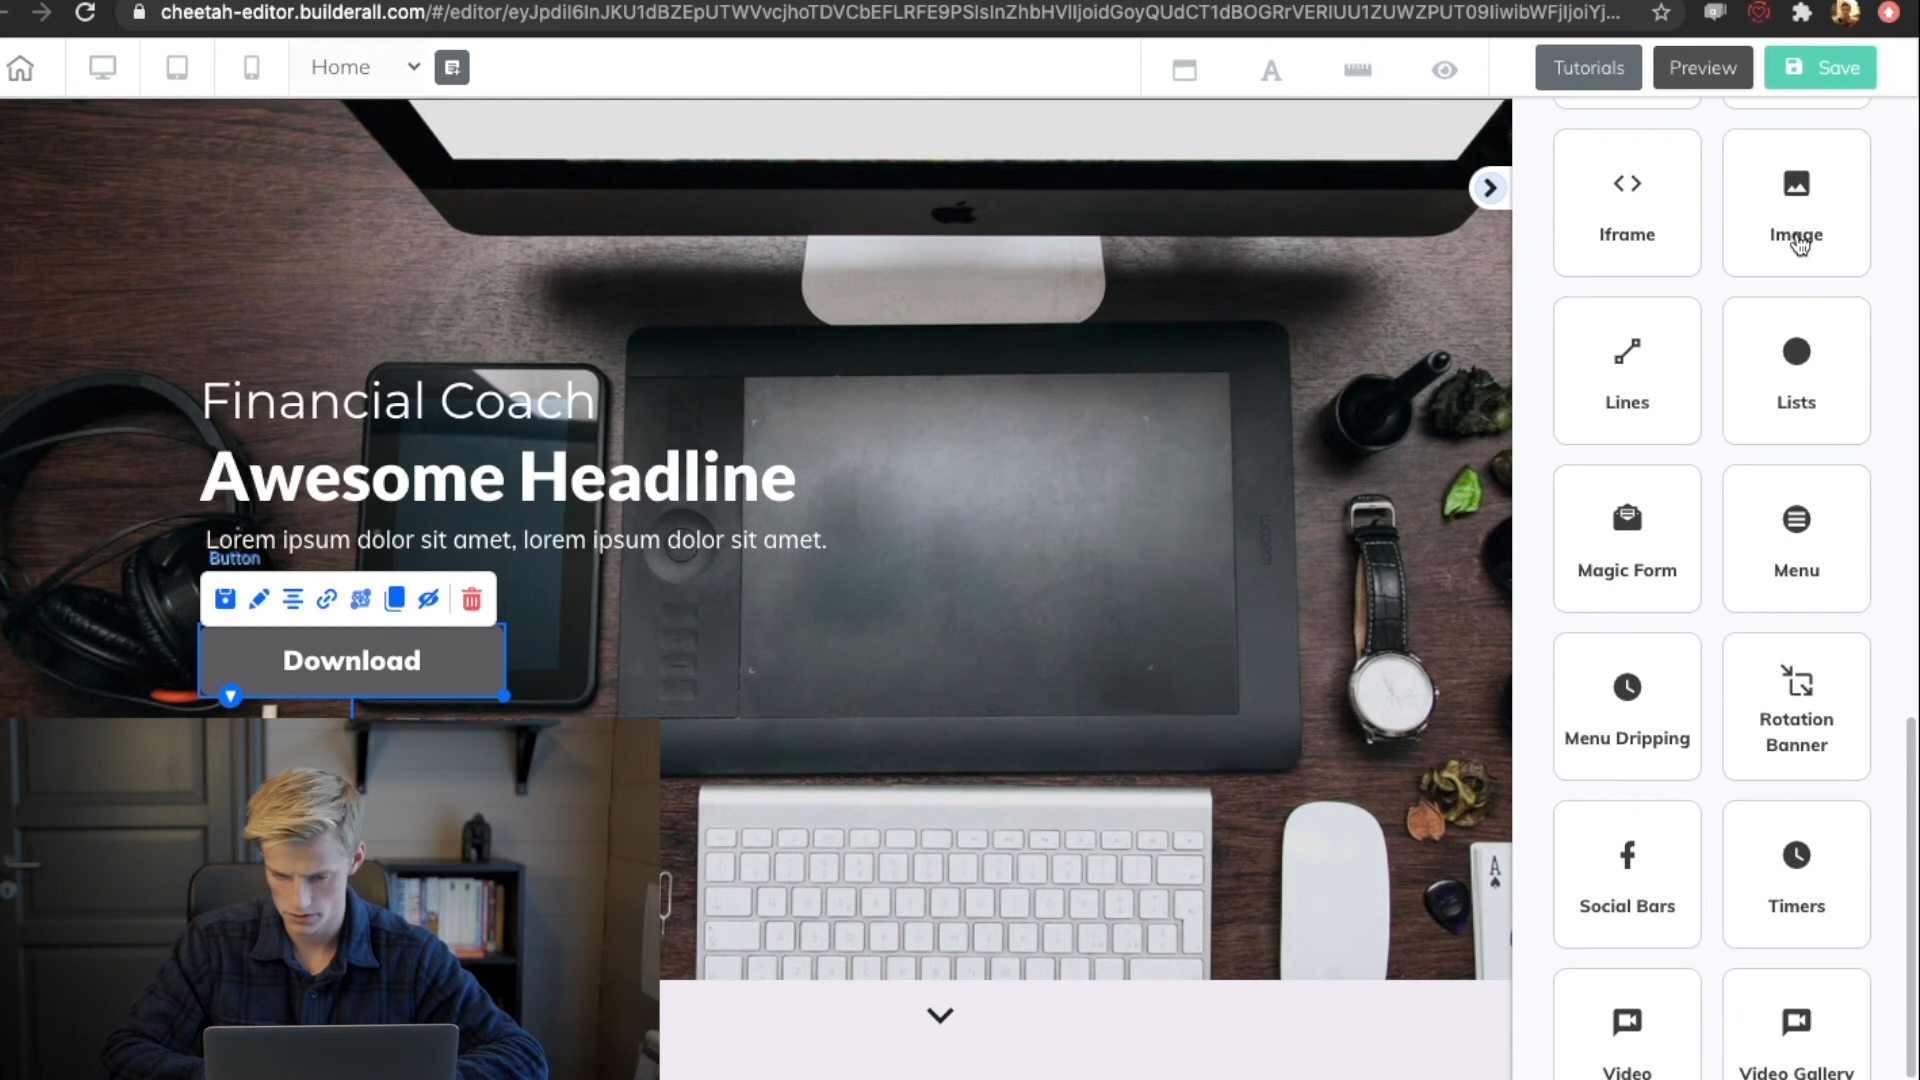 cheetah-editor.builderall.com/#/editor/eyJpdiI6InJKU1dBZEpUTWVvcjhoTDVCbEFLRFE9PSIsInZhbHVlIjoidGoyQUdCT1dBOGRrVERIUU1ZUWZPUT09IiwibWFjIjoiYj...
Home
A
Tutorials
Preview
Save
Iframe
Image
Lines
Lists
Financial Coach
Awesome Headline
Lorem ipsum dolor sit amet, lorem ipsum dolor sit amet.
Button
Download
Magic Form
Menu
Menu Dripping
Rotation
Banner
Social Bars
Timers
A
Video
Video Gallery